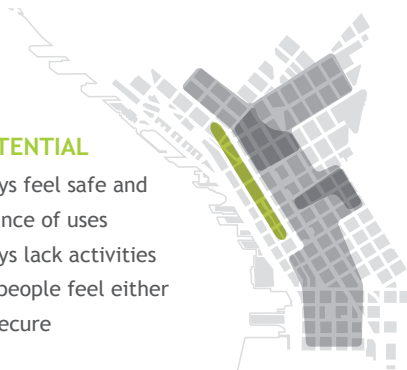 TENTIAL
ys feel safe and
nce of uses
ys lack activities
people feel either
ecure